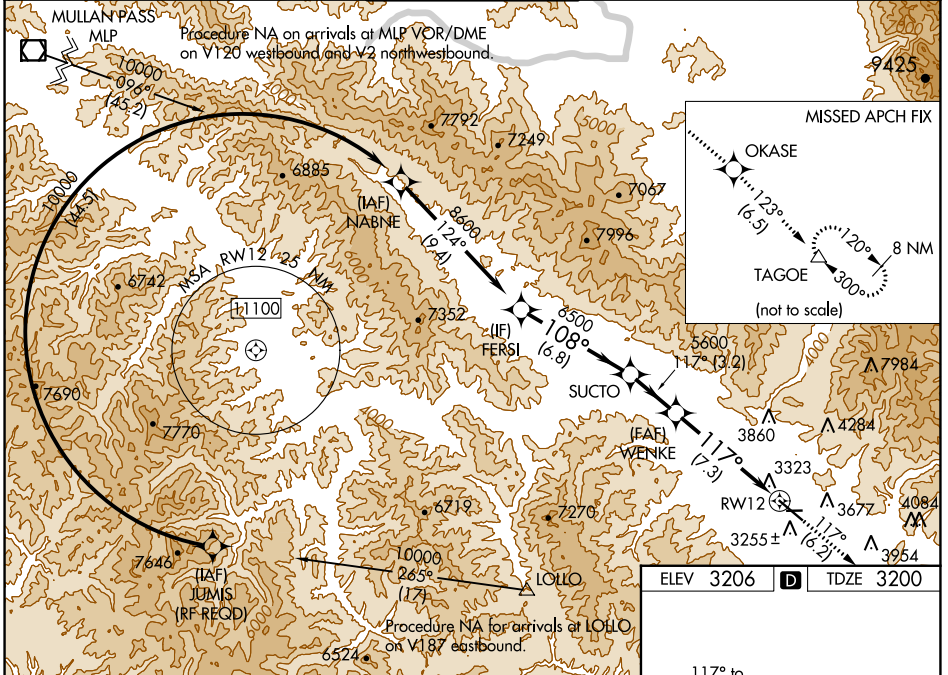 MULLAN PASS
MLP
Procedure NA on arrivals at MLP VOR/DME
on V120 westbound and V2 northwestbound.
10000
096°
(45.2)
4000
9425
7792
7249
5000
MISSED APCH FIX
OKASE
123°
(6.5)
120°
8 NM
TAGOE
300°
(not to scale)
6885
7067
7996
10000
(44.5)
(IAF)
NABNE
8600
124°
(9.4)
6742
MSA RW12 25 NM
11100
7352
(IF)
FERSI
6500
108°
(6.8)
5600
117° (3.2)
4000
7984
SUCTO
7690
7770
4000
(FAF)
WENKE
3860
4284
117°
(7.3)
3323
RW12
3677
4084
3255±
117°
(6.2)
3954
6719
7270
7646
(IAF)
JUMIS
(RF REQD)
10000
265°
(17)
LOLLO
Procedure NA for arrivals at LOLLO
on V187 eastbound.
6524
ELEV 3206 D TDZE 3200
117° to